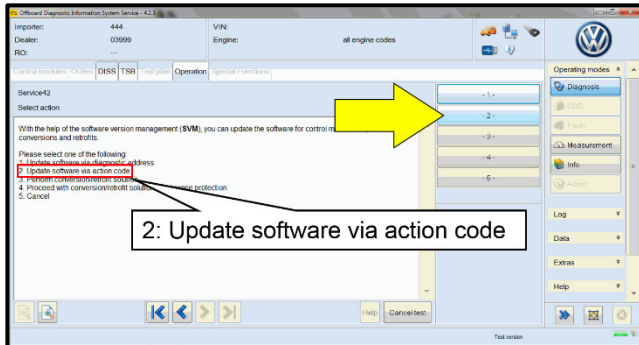 Offboard Diagnostic Information System Service - 4.2.3
Importer: 444 VIN:
Dealer: 03999 Engine: all engine codes
RO: ---
Control modules Orders DISS TSB Test plan Operation Special Functions
Operating modes
Service42
Select action
With the help of the software version management (SVM), you can update the software for control
conversions and retrofits.
Please select one of the following:
1. Update software via diagnostic address
2. Update software via action code
3. Perform conversion/retrofit
4. Proceed with conversion/retrofit protection
5. Cancel
- 1 -
- 2 -
- 3 -
- 4 -
- 5 -
2: Update software via action code
Diagnosis
OBD
Flash
Measurement
Info
Admin
Log
Data
Extras
Help
Help Cancel test
Test version